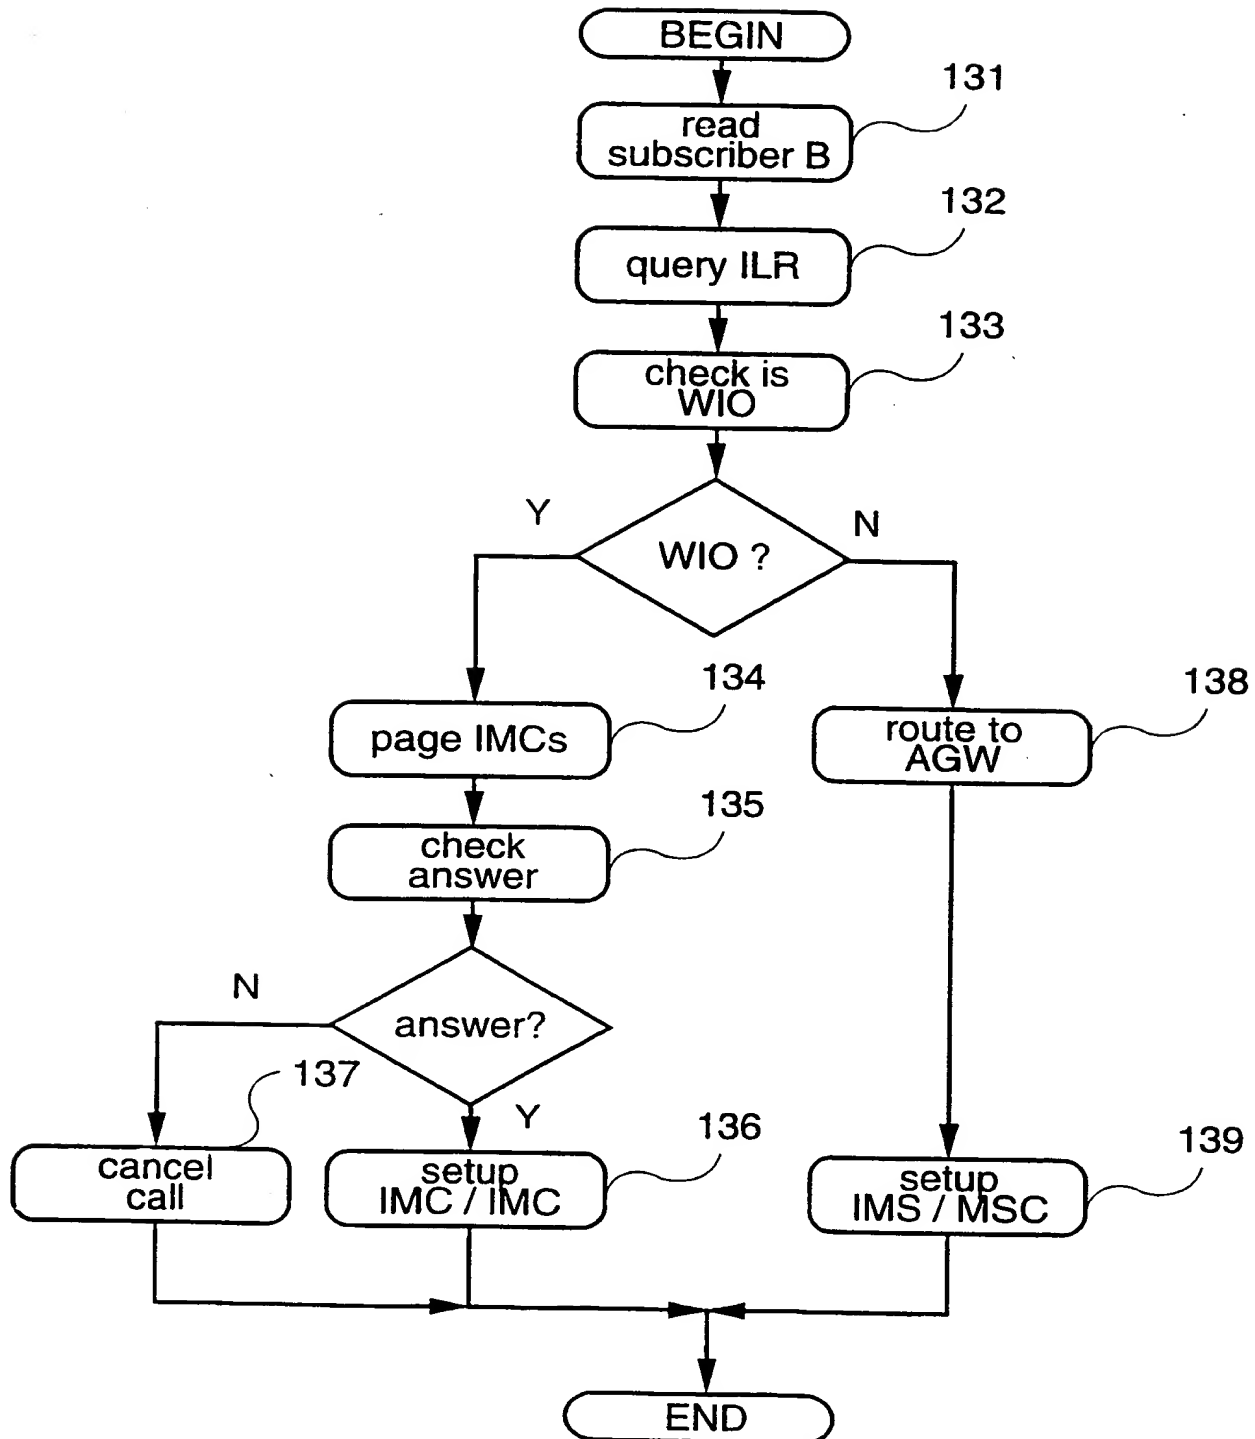 BEGIN
131
read
subscriber B
132
query ILR
133
check is
WIO
Y
N
WIO ?
134
138
page IMCs
route to
AGW
135
check
answer
N
answer?
137
Y
136
139
cancel
call
setup
IMC / IMC
setup
IMS / MSC
END